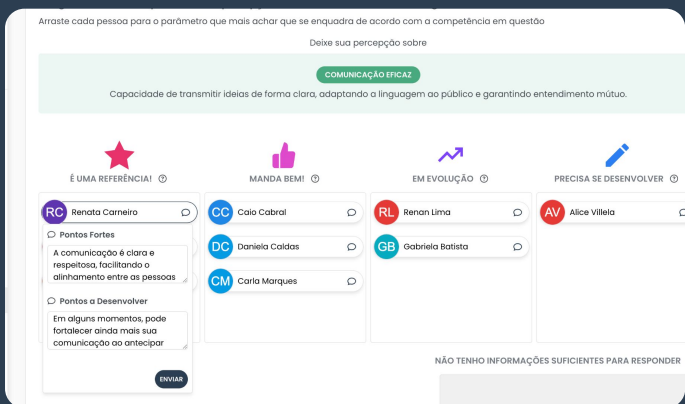 Arraste cada pessoa para o parâmetro que mais achar que se enquadra de acordo com a competência em questão
Deixe sua percepção sobre
COMUNICAÇÃO EFICAZ
Capacidade de transmitir ideias de forma clara, adaptando a linguagem ao público e garantindo entendimento mútuo.
É UMA REFERÊNCIA!
MANDA BEM!
EM EVOLUÇÃO
PRECISA SE DESENVOLVER
RC Renata Carneiro
CC Caio Cabral
RL Renan Lima
AV Alice Villela
Pontos Fortes
A comunicação é clara e
respeitosa, facilitando o
alinhamento entre as pessoas
DC Daniela Caldas
GB Gabriela Batista
CM Carla Marques
Pontos a Desenvolver
Em alguns momentos, pode
fortalecer ainda mais sua
comunicação ao antecipar
ENVIAR
NÃO TENHO INFORMAÇÕES SUFICIENTES PARA RESPONDER